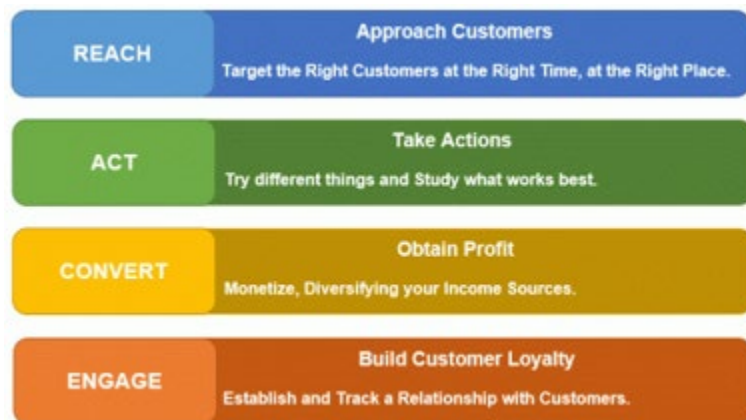 REACH
Approach Customers
Target the Right Customers at the Right Time, at the Right Place.
ACT
Take Actions
Try different things and Study what works best.
CONVERT
Obtain Profit
Monetize, Diversifying your Income Sources.
ENGAGE
Build Customer Loyalty
Establish and Track a Relationship with Customers.